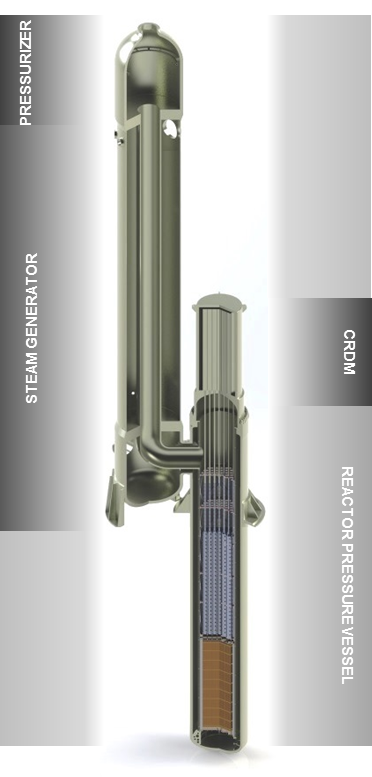 PRESSURIZER
STEAM GENERATOR
CRDM
REACTOR PRESSURE VESSEL